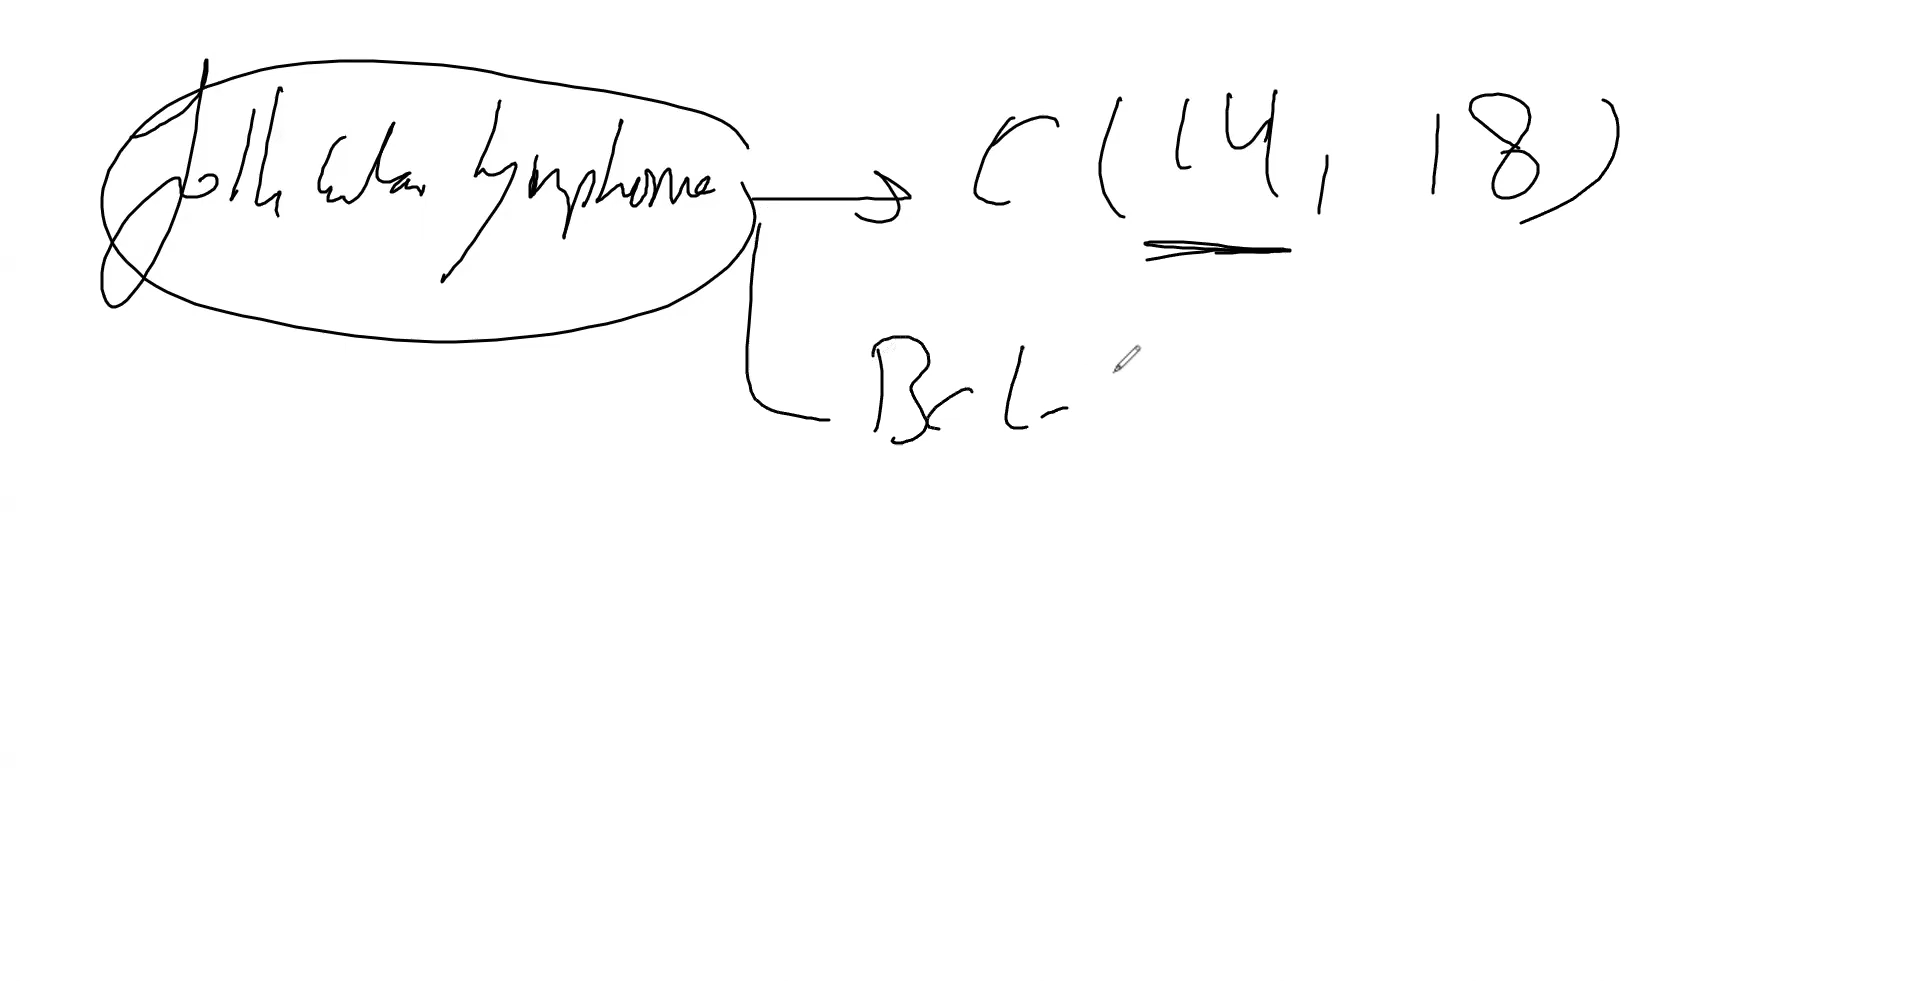 follicular lymphoma → C (14, 18)
BcL-